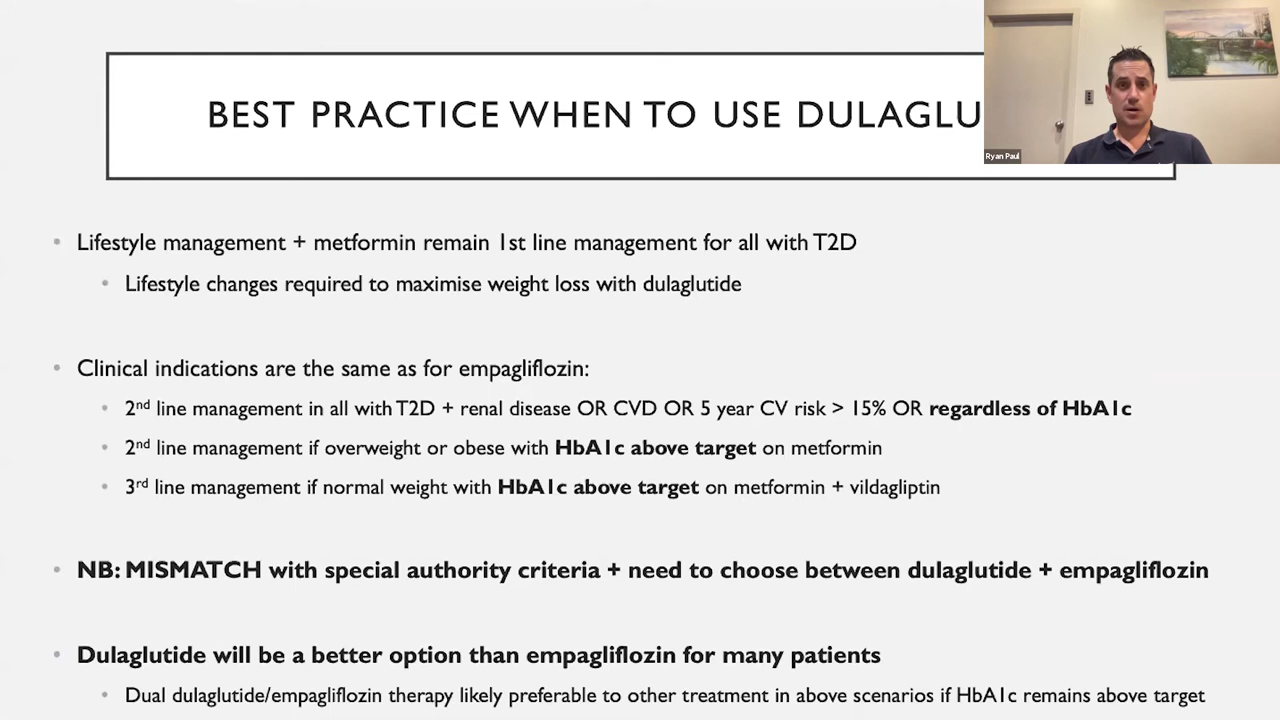 BEST PRACTICE WHEN TO USE DULAGLU
Ryan Paul
• Lifestyle management + metformin remain 1st line management for all with T2D
• Lifestyle changes required to maximise weight loss with dulaglutide
• Clinical indications are the same as for empagliflozin:
• 2nd line management in all with T2D + renal disease OR CVD OR 5 year CV risk > 15% OR regardless of HbA1c
• 2nd line management if overweight or obese with HbA1c above target on metformin
• 3rd line management if normal weight with HbA1c above target on metformin + vildagliptin
• NB: MISMATCH with special authority criteria + need to choose between dulaglutide + empagliflozin
• Dulaglutide will be a better option than empagliflozin for many patients
• Dual dulaglutide/empagliflozin therapy likely preferable to other treatment in above scenarios if HbA1c remains above target